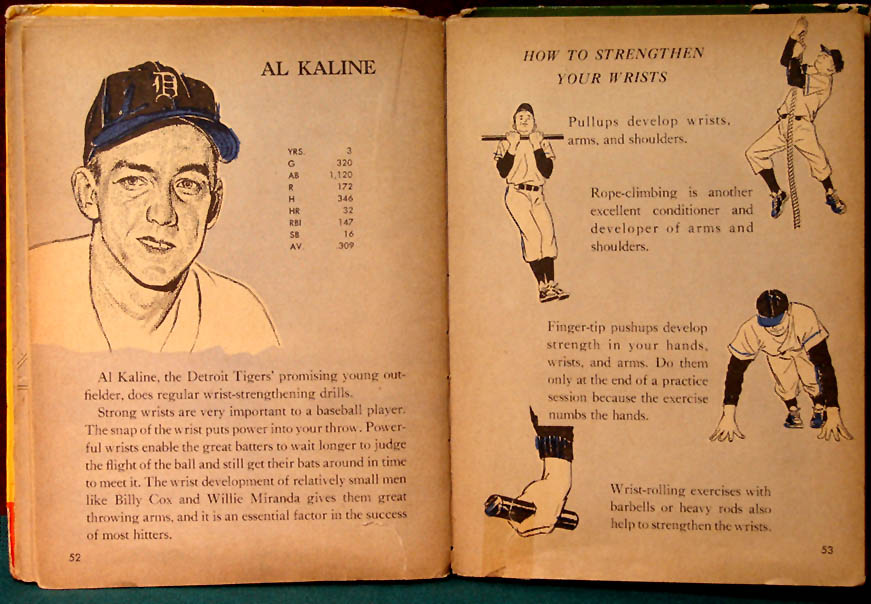 D
AL KALINE
YRS. 3
G 320
AB 1,120
R 172
H 346
HR 32
RBI 147
SB 16
AV. .309
Al Kaline, the Detroit Tigers' promising young out-
fielder, does regular wrist-strengthening drills.
Strong wrists are very important to a baseball player.
The snap of the wrist puts power into your throw. Power-
ful wrists enable the great batters to wait longer to judge
the flight of the ball and still get their bats around in time
to meet it. The wrist development of relatively small men
like Billy Cox and Willie Miranda gives them great
throwing arms, and it is an essential factor in the success
of most hitters.
52
HOW TO STRENGTHEN
YOUR WRISTS
Pullups develop wrists,
arms, and shoulders.
Rope-climbing is another
excellent conditioner and
developer of arms and
shoulders.
Finger-tip pushups develop
strength in your hands,
wrists, and arms. Do them
only at the end of a practice
session because the exercise
numbs the hands.
Wrist-rolling exercises with
barbells or heavy rods also
help to strengthen the wrists.
53